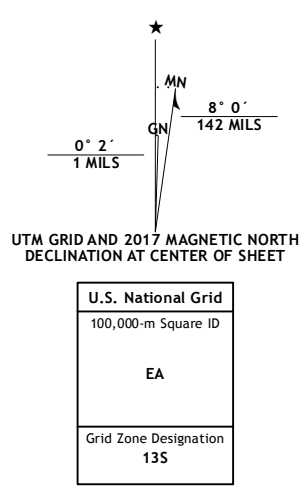 ★
MN
GN
8° 0´
142 MILS
0° 2´
1 MILS
UTM GRID AND 2017 MAGNETIC NORTH
DECLINATION AT CENTER OF SHEET
U.S. National Grid
100,000-m Square ID
EA
Grid Zone Designation
13S